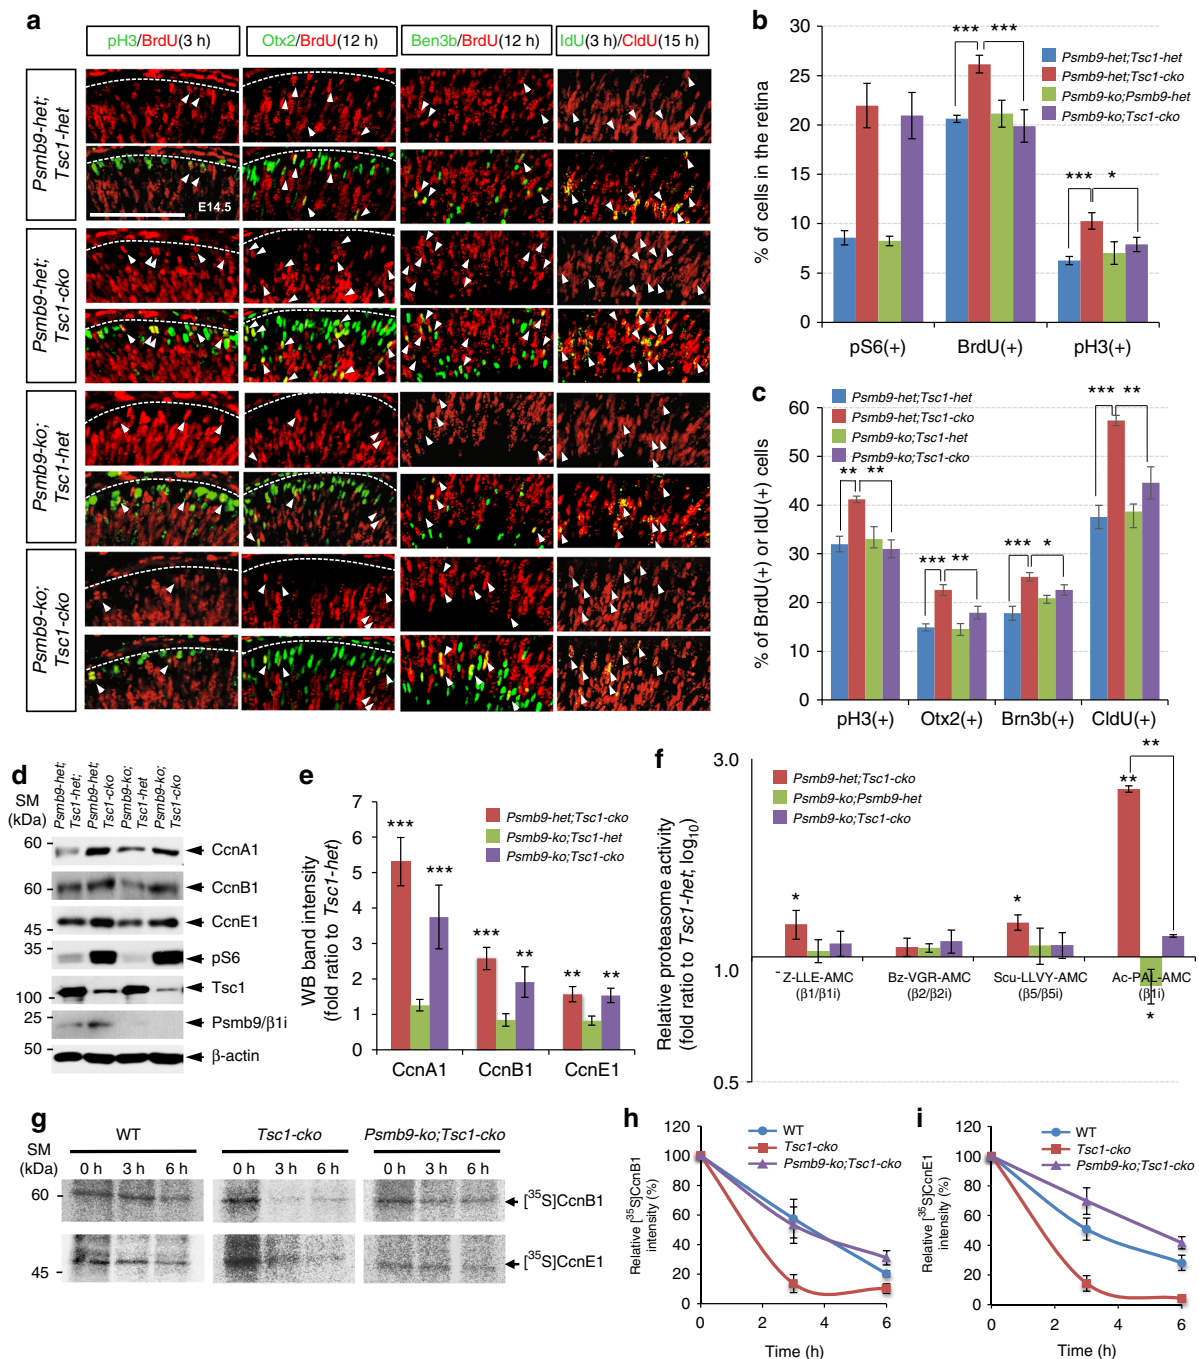 a
pH3/BrdU(3 h)
Otx2/BrdU(12 h)
Ben3b/BrdU(12 h)
IdU(3 h)/CldU(15 h)
Psmb9-het;
Tsc1-het
E14.5
Psmb9-het;
Tsc1-cko
Psmb9-ko;
Tsc1-het
Psmb9-ko;
Tsc1-cko
b
% of cells in the retina
30
25
20
15
10
5
0
*** ***
*** *
Psmb9-het;Tsc1-het
Psmb9-het;Tsc1-cko
Psmb9-ko;Psmb9-het
Psmb9-ko;Tsc1-cko
pS6(+) BrdU(+) pH3(+)
c
% of BrdU(+) or IdU(+) cells
60
50
40
30
20
10
0
Psmb9-het;Tsc1-het
Psmb9-het;Tsc1-cko
Psmb9-ko;Tsc1-het
Psmb9-ko;Tsc1-cko
** **
*** **
*** *
*** **
pH3(+) Otx2(+) Brn3b(+) CldU(+)
d
SM
(kDa)
Psmb9-het;
Tsc1-het;
Psmb9-het;
Tsc1-cko
Psmb9-ko;
Tsc1-het
Psmb9-ko;
Tsc1-cko
60 CcnA1
60 CcnB1
45 CcnE1
35 pS6
100 Tsc1
25 Psmb9/β1i
50 β-actin
e
WB band intensity
(fold ratio to Tsc1-het)
7
6
5
4
3
2
1
0
Psmb9-het;Tsc1-cko
Psmb9-ko;Tsc1-het
Psmb9-ko;Tsc1-cko
*** ***
*** **
** **
CcnA1 CcnB1 CcnE1
f
Relative proteasome activity
(fold ratio to Tsc1-het; log10)
3.0
1.0
0.5
Psmb9-het;Tsc1-cko
Psmb9-ko;Psmb9-het
Psmb9-ko;Tsc1-cko
*
*
**
**
*
Z-LLE-AMC
(β1/β1i)
Bz-VGR-AMC
(β2/β2i)
Scu-LLVY-AMC
(β5/β5i)
Ac-PAL-AMC
(β1i)
g
WT Tsc1-cko Psmb9-ko;Tsc1-cko
SM
(kDa)
0 h 3 h 6 h 0 h 3 h 6 h 0 h 3 h 6 h
60 [35S]CcnB1
45 [35S]CcnE1
h
Relative [35S]CcnB1
intensity (%)
120
100
80
60
40
20
0
WT
Tsc1-cko
Psmb9-ko;Tsc1-cko
0 2 4 6
Time (h)
i
Relative [35S]CcnE1
intensity (%)
120
100
80
60
40
20
0
WT
Tsc1-cko
Psmb9-ko;Tsc1-cko
0 2 4 6
Time (h)